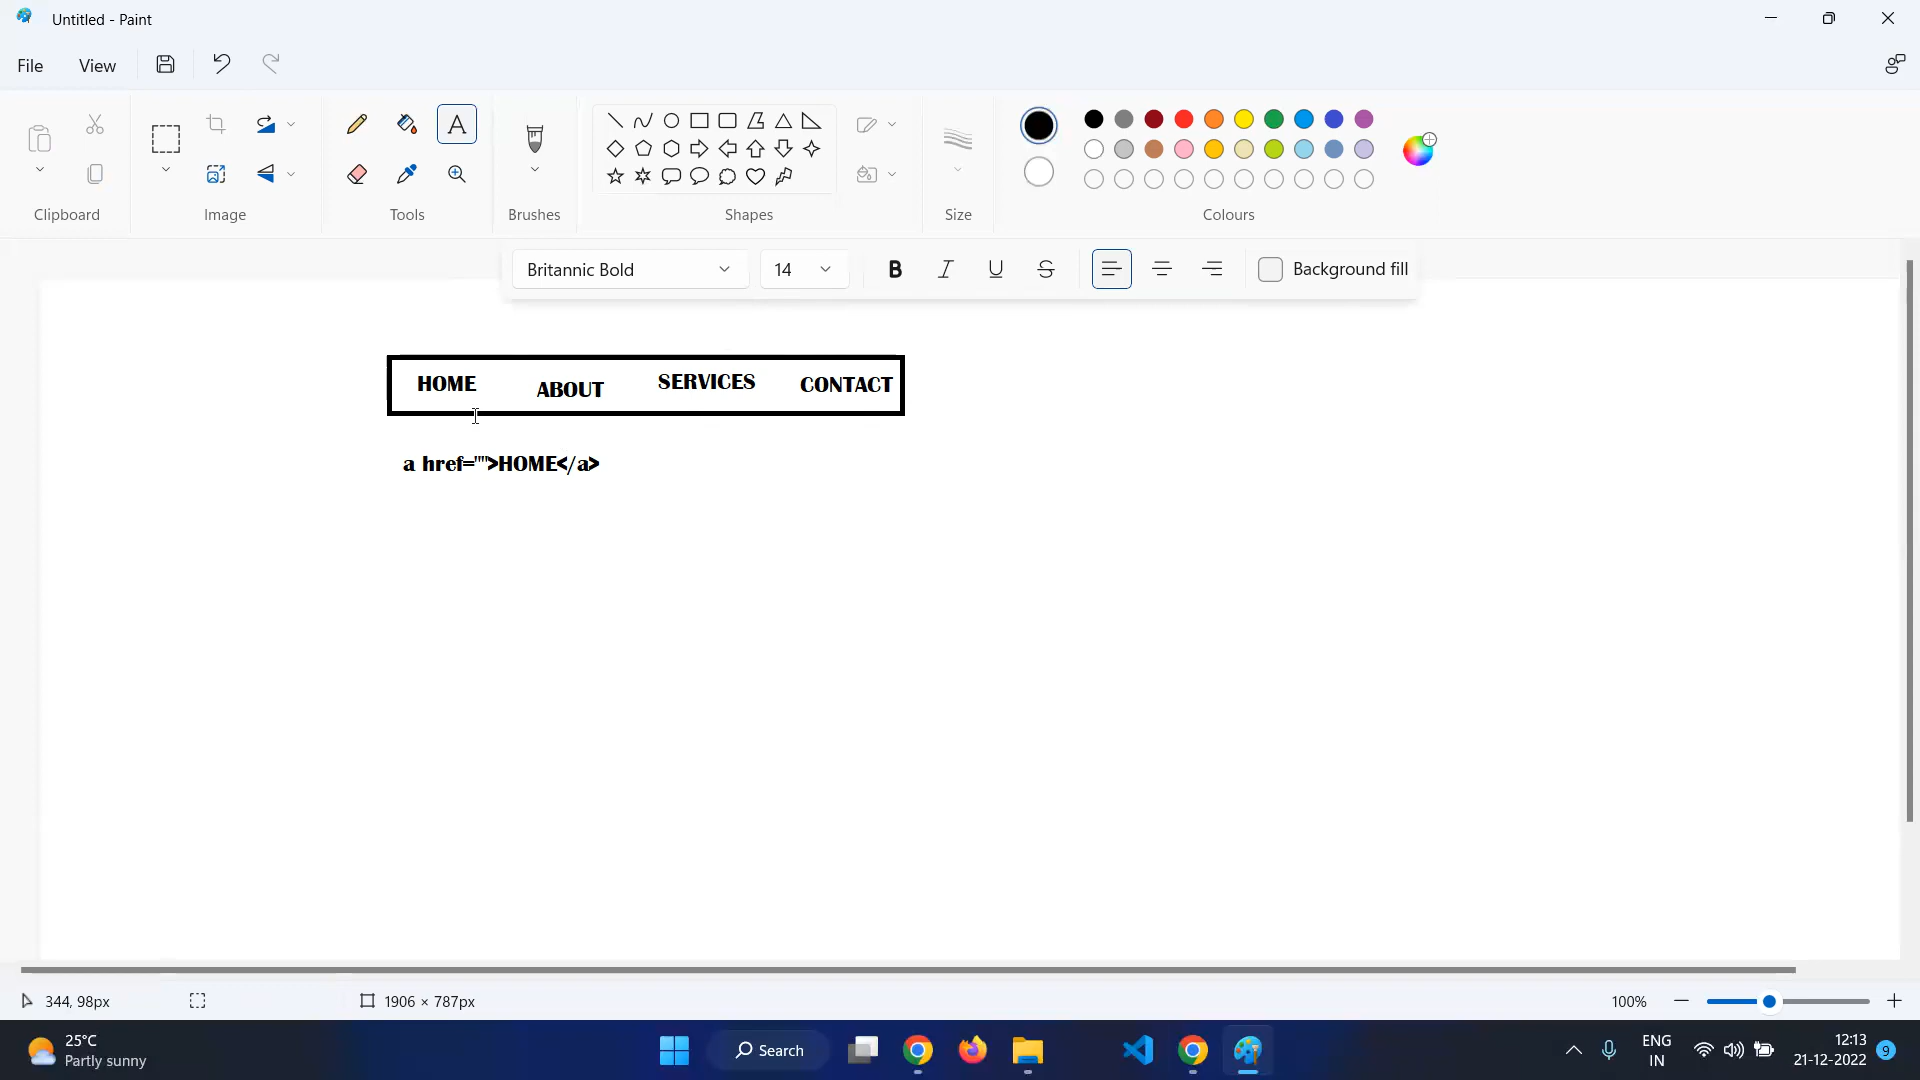 Untitled - Paint
File View
Clipboard Image Tools Brushes Shapes Size Colours
Britannic Bold 14 B I U S Background fill
HOME ABOUT SERVICES CONTACT
a href="">HOME</a>
344, 98px 1906 × 787px 100%
25°C
Partly sunny
Search
ENG
IN
12:13
21-12-2022
9